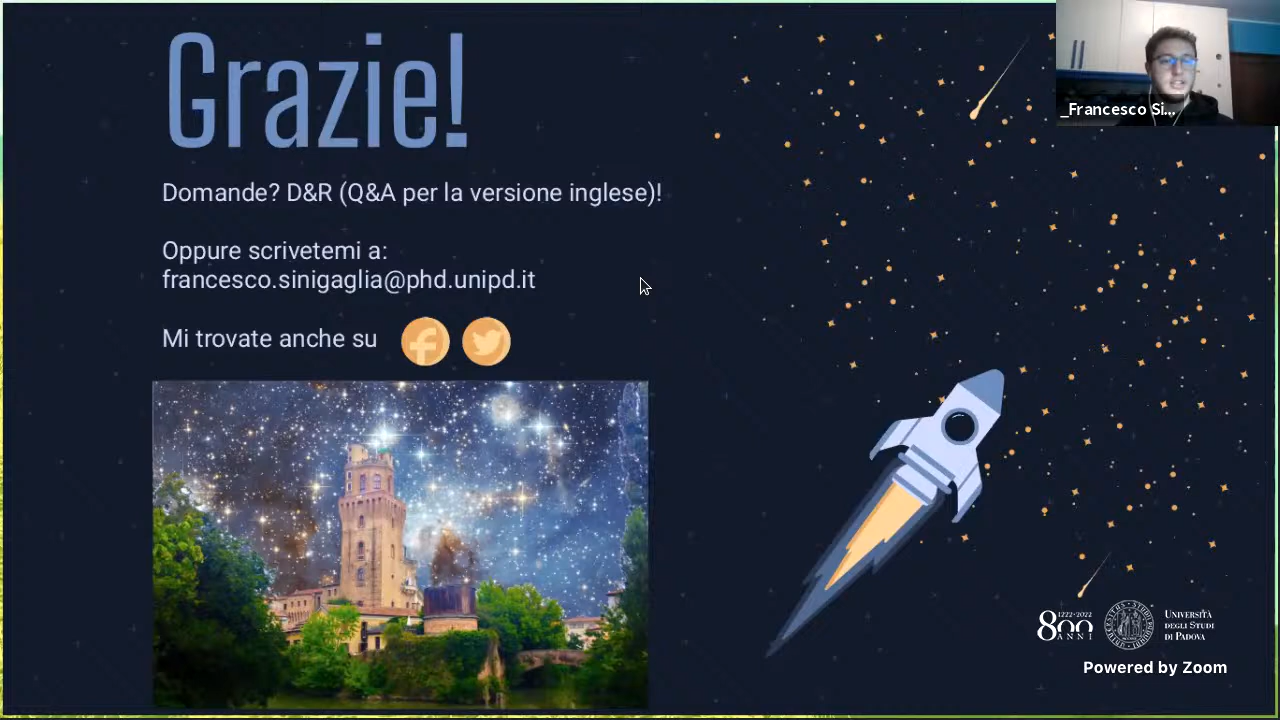 Grazie!
_Francesco Si...
Domande? D&R (Q&A per la versione inglese)!
Oppure scrivetemi a:
francesco.sinigaglia@phd.unipd.it
Mi trovate anche su
1222·2022
800
ANNI
UNIVERSITÀ
DEGLI STUDI
DI PADOVA
Powered by Zoom